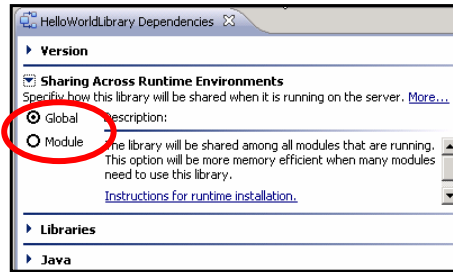 HelloWorldLibrary Dependencies
Version
Sharing Across Runtime Environments
Specify how this library will be shared when it is running on the server. More...
Global Description:
Module The library will be shared among all modules that are running.
This option will be more memory efficient when many modules
need to use this library.
Instructions for runtime installation.
Libraries
Java